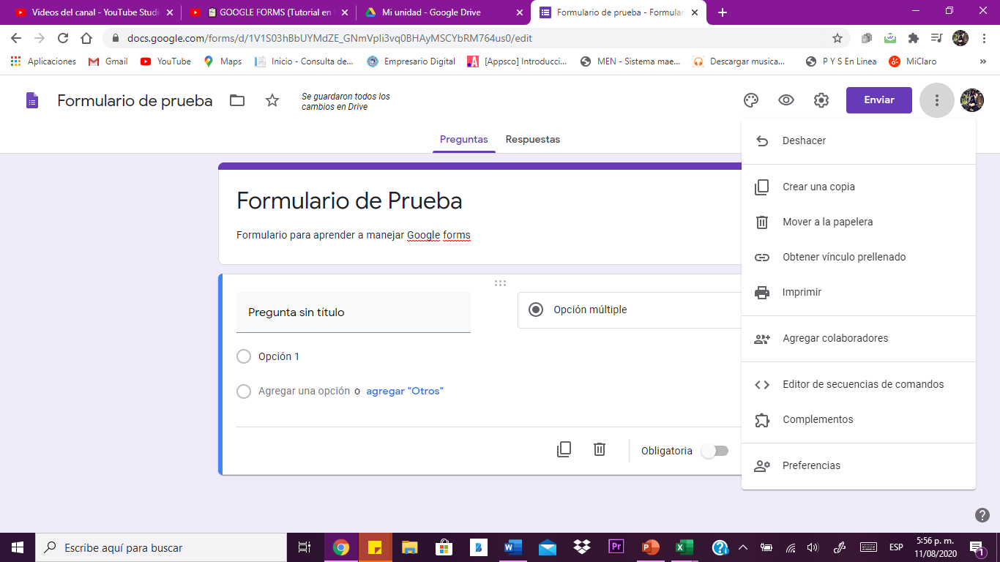 Videos del canal - YouTube Studi
GOOGLE FORMS (Tutorial en
Mi unidad - Google Drive
Formulario de prueba - Formular
docs.google.com/forms/d/1V1S03hBbUYMdZE_GNmVpIi3vq0BHAyMSCYbRM764us0/edit
Aplicaciones
Gmail
YouTube
Maps
Inicio - Consulta de...
Empresario Digital
[Appsco] Introducci...
MEN - Sistema mae...
Descargar musica...
P Y S En Linea
MiClaro
»
Formulario de prueba
Se guardaron todos los
cambios en Drive
Enviar
Preguntas
Respuestas
Deshacer
Crear una copia
Mover a la papelera
Obtener vínculo prellenado
Imprimir
Agregar colaboradores
Editor de secuencias de comandos
Complementos
Preferencias
Formulario de Prueba
Formulario para aprender a manejar Google forms
Pregunta sin título
Opción múltiple
Opción 1
Agregar una opción o agregar "Otros"
Obligatoria
Escribe aquí para buscar
Pr
ESP
5:56 p. m.
11/08/2020
1